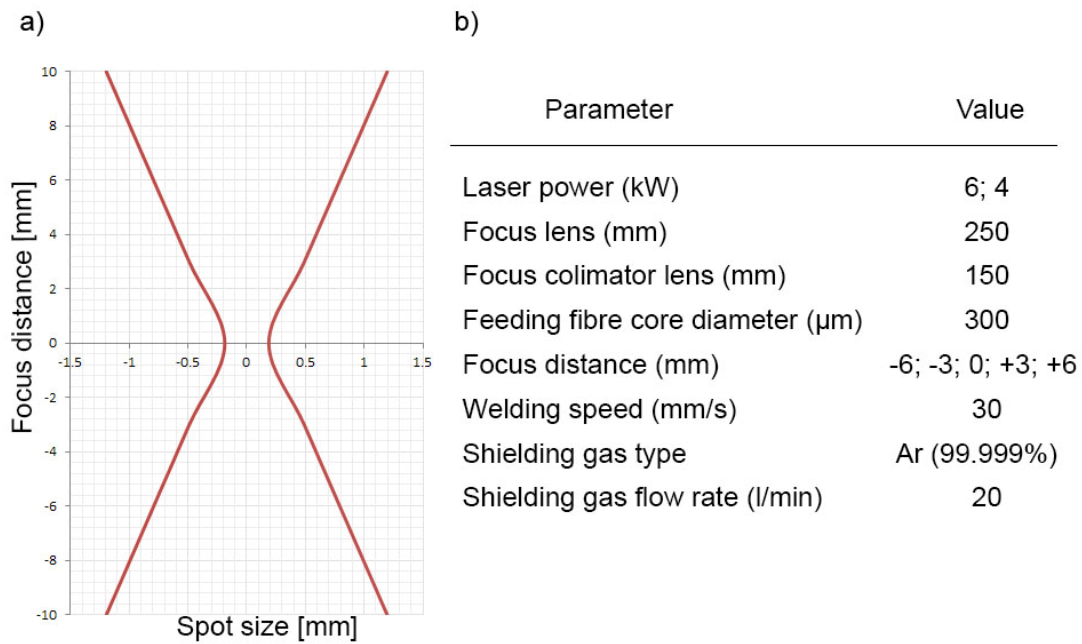 a)
b)
Focus distance [mm]
10
8
6
4
2
0
-2
-4
-6
-8
-10
-1.5 -1 -0.5 0 0.5 1 1.5
Spot size [mm]
Parameter Value
Laser power (kW) 6; 4
Focus lens (mm) 250
Focus colimator lens (mm) 150
Feeding fibre core diameter (μm) 300
Focus distance (mm) -6; -3; 0; +3; +6
Welding speed (mm/s) 30
Shielding gas type Ar (99.999%)
Shielding gas flow rate (l/min) 20